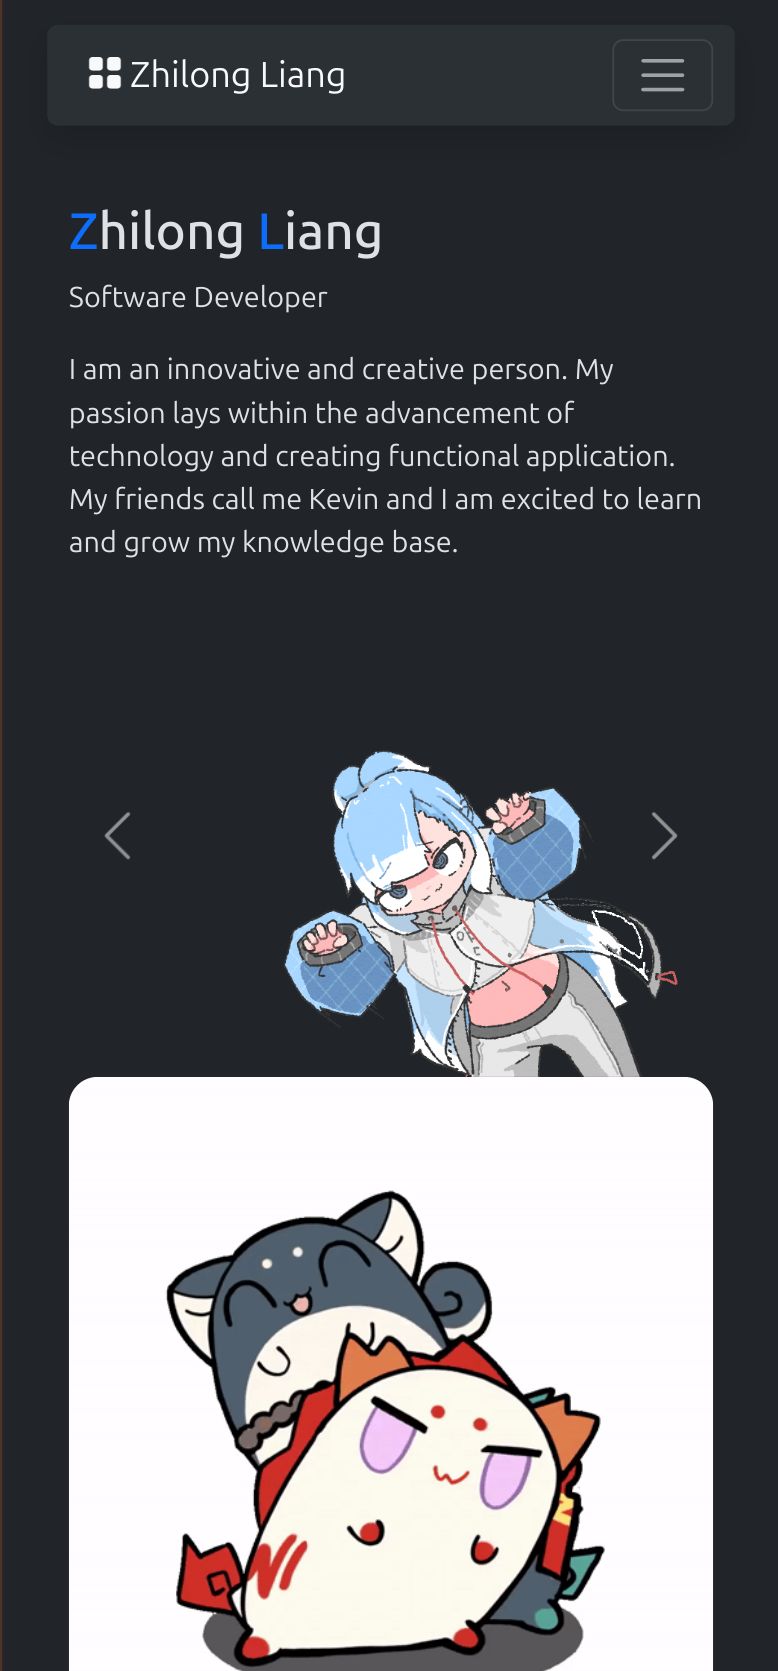 Zhilong Liang
Zhilong Liang
Software Developer
I am an innovative and creative person. My
passion lays within the advancement of
technology and creating functional application.
My friends call me Kevin and I am excited to learn
and grow my knowledge base.